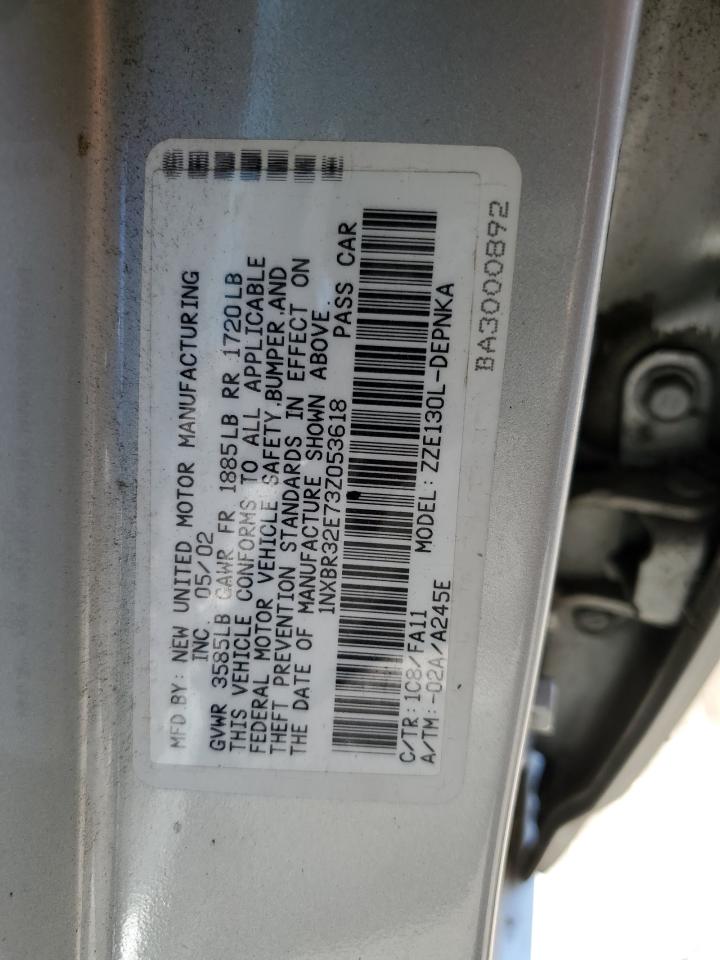 MFD BY: NEW UNITED MOTOR MANUFACTURING
INC. 05/02
GVWR 3585LB GAWR FR 1885LB RR 1720LB
THIS VEHICLE CONFORMS TO ALL APPLICABLE
FEDERAL MOTOR VEHICLE SAFETY,BUMPER,AND
THEFT PREVENTION STANDARDS IN EFFECT ON
THE DATE OF MANUFACTURE SHOWN ABOVE.
1NXBR32E73Z053618 PASS CAR
C/TR:1C8/FA11 MODEL:ZZE130L-DEPNKA
A/TM:-02A/A245E
BA3000892